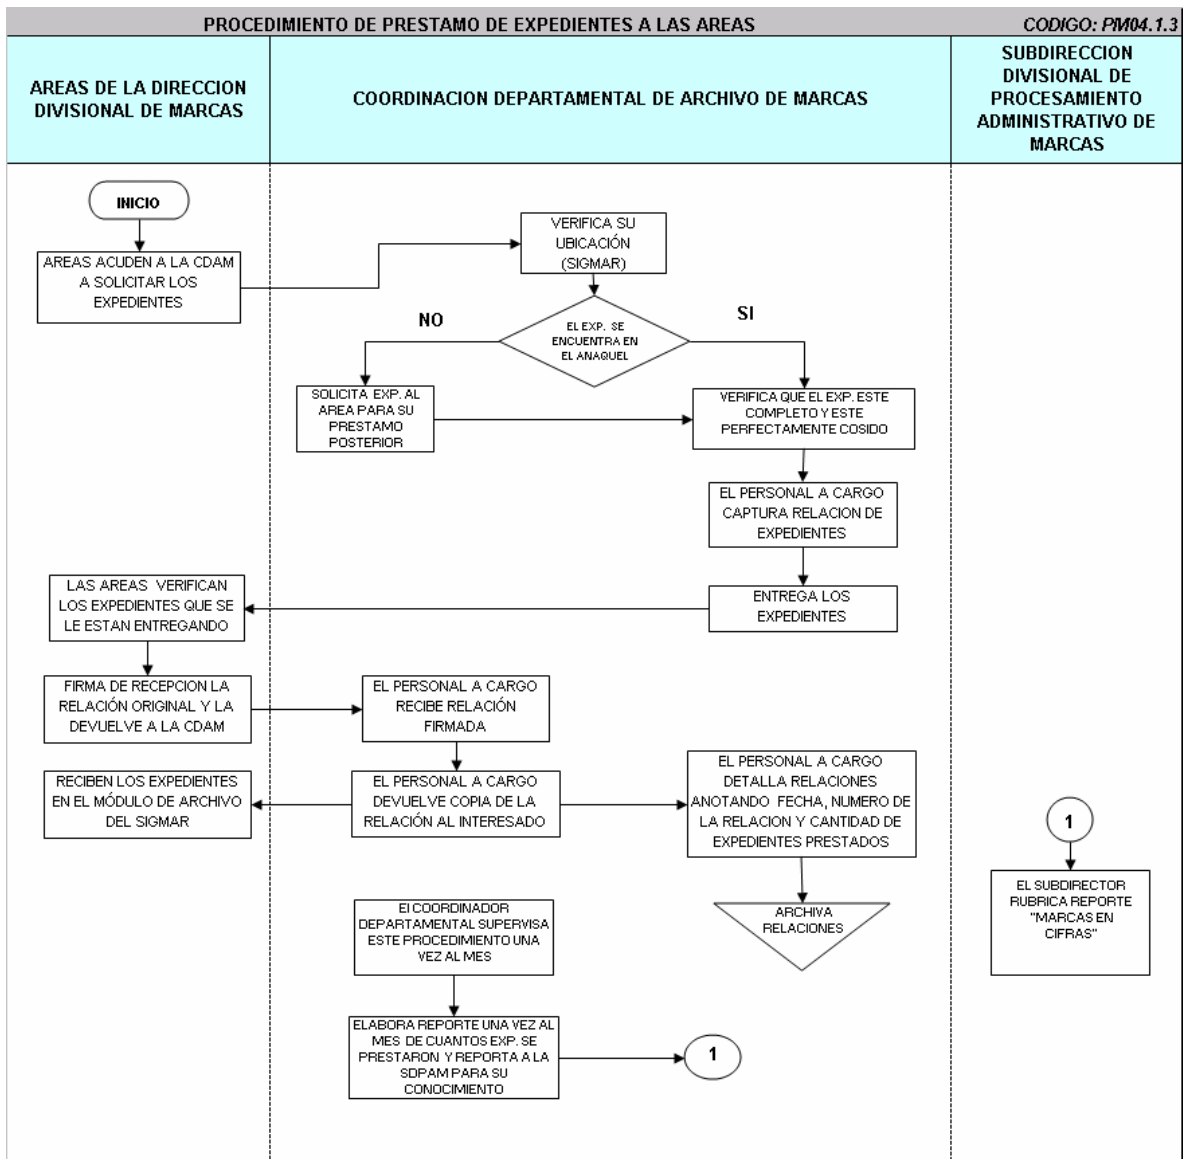 PROCEDIMIENTO DE PRESTAMO DE EXPEDIENTES A LAS AREAS
CODIGO: PM04.1.3
AREAS DE LA DIRECCION
DIVISIONAL DE MARCAS
COORDINACION DEPARTAMENTAL DE ARCHIVO DE MARCAS
SUBDIRECCION
DIVISIONAL DE
PROCESAMIENTO
ADMINISTRATIVO DE
MARCAS
INICIO
AREAS ACUDEN A LA CDAM
A SOLICITAR LOS
EXPEDIENTES
VERIFICA SU
UBICACIÓN
(SIGMAR)
NO
SI
EL EXP. SE
ENCUENTRA EN
EL ANAQUEL
SOLICITA EXP. AL
AREA PARA SU
PRESTAMO
POSTERIOR
VERIFICA QUE EL EXP. ESTE
COMPLETO Y ESTE
PERFECTAMENTE COSIDO
EL PERSONAL A CARGO
CAPTURA RELACION DE
EXPEDIENTES
ENTREGA LOS
EXPEDIENTES
LAS AREAS VERIFICAN
LOS EXPEDIENTES QUE SE
LE ESTAN ENTREGANDO
FIRMA DE RECEPCION LA
RELACIÓN ORIGINAL Y LA
DEVUELVE A LA CDAM
EL PERSONAL A CARGO
RECIBE RELACIÓN
FIRMADA
RECIBEN LOS EXPEDIENTES
EN EL MÓDULO DE ARCHIVO
DEL SIGMAR
EL PERSONAL A CARGO
DEVUELVE COPIA DE LA
RELACIÓN AL INTERESADO
EL PERSONAL A CARGO
DETALLA RELACIONES
ANOTANDO FECHA, NUMERO DE
LA RELACION Y CANTIDAD DE
EXPEDIENTES PRESTADOS
ARCHIVA
RELACIONES
1
EL SUBDIRECTOR
RUBRICA REPORTE
"MARCAS EN
CIFRAS"
El COORDINADOR
DEPARTAMENTAL SUPERVISA
ESTE PROCEDIMIENTO UNA
VEZ AL MES
ELABORA REPORTE UNA VEZ AL
MES DE CUANTOS EXP. SE
PRESTARON Y REPORTA A LA
SDPAM PARA SU
CONOCIMIENTO
1